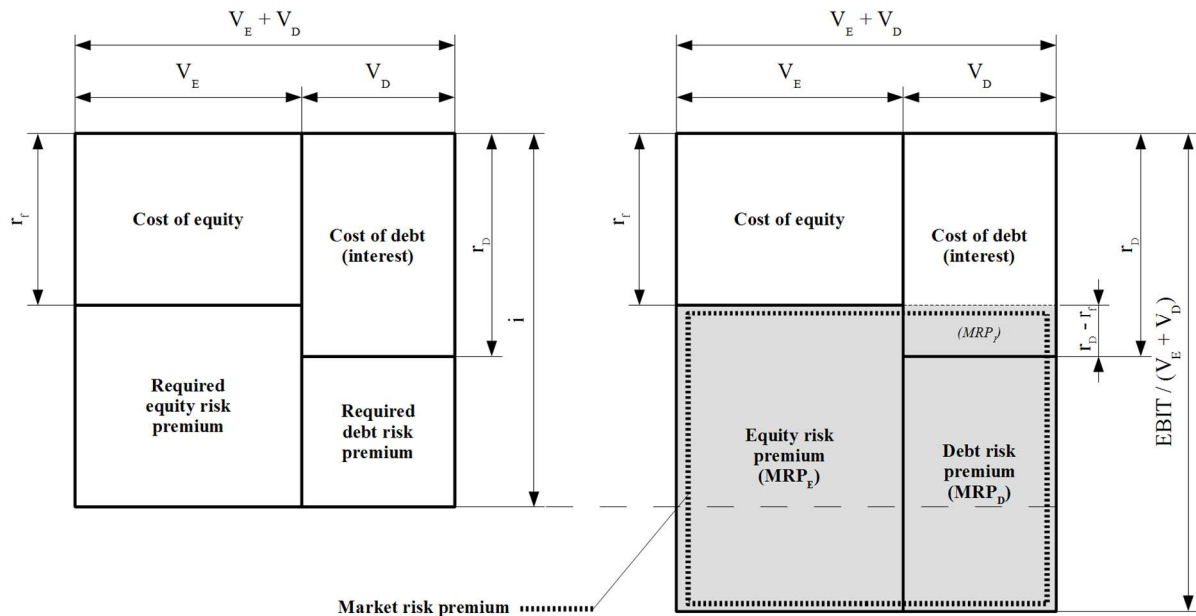 V_E + V_D
V_E
V_D
r_f
Cost of equity
Cost of debt
(interest)
r_D
i
Required
equity risk
premium
Required
debt risk
premium
V_E + V_D
V_E
V_D
r_f
Cost of equity
Cost of debt
(interest)
r_D
r_D - r_f
(MRP_I)
EBIT / (V_E + V_D)
Equity risk
premium
(MRP_E)
Debt risk
premium
(MRP_D)
Market risk premium